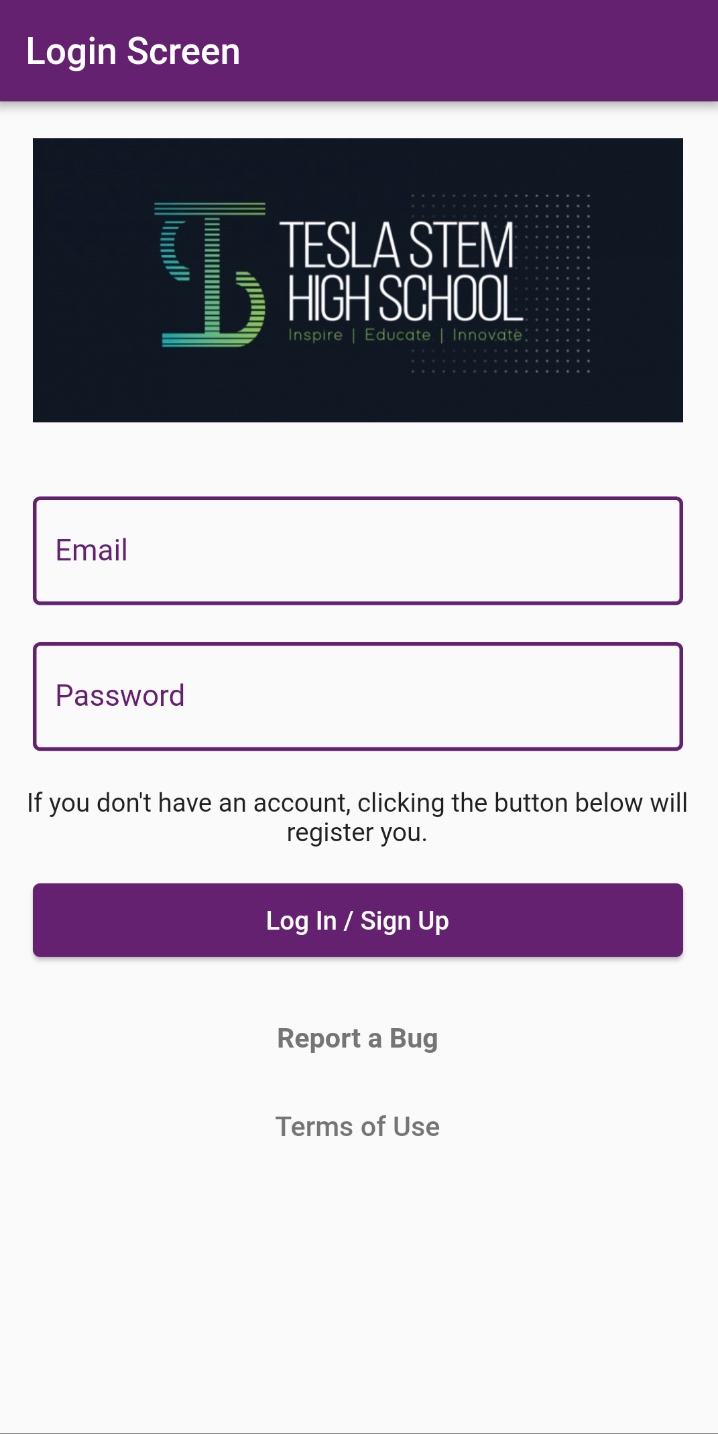 Login Screen
TESLA STEM
HIGH SCHOOL
Inspire | Educate | Innovate
Email
Password
If you don't have an account, clicking the button below will
register you.
Log In / Sign Up
Report a Bug
Terms of Use